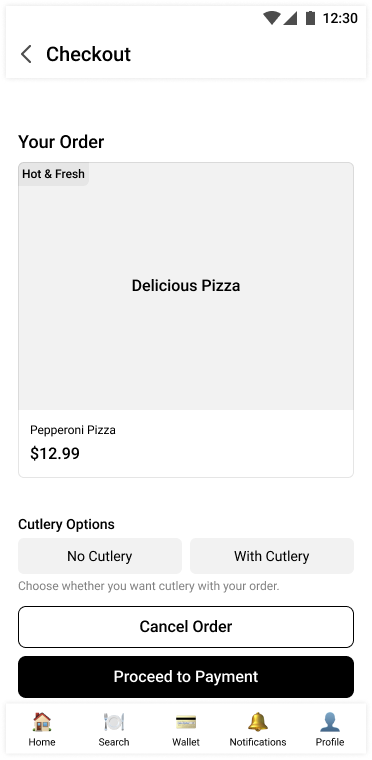 12:30
Checkout
Your Order
Hot & Fresh
Delicious Pizza
Pepperoni Pizza
$12.99
Cutlery Options
No Cutlery With Cutlery
Choose whether you want cutlery with your order.
Cancel Order
Proceed to Payment
Home Search Wallet Notifications Profile